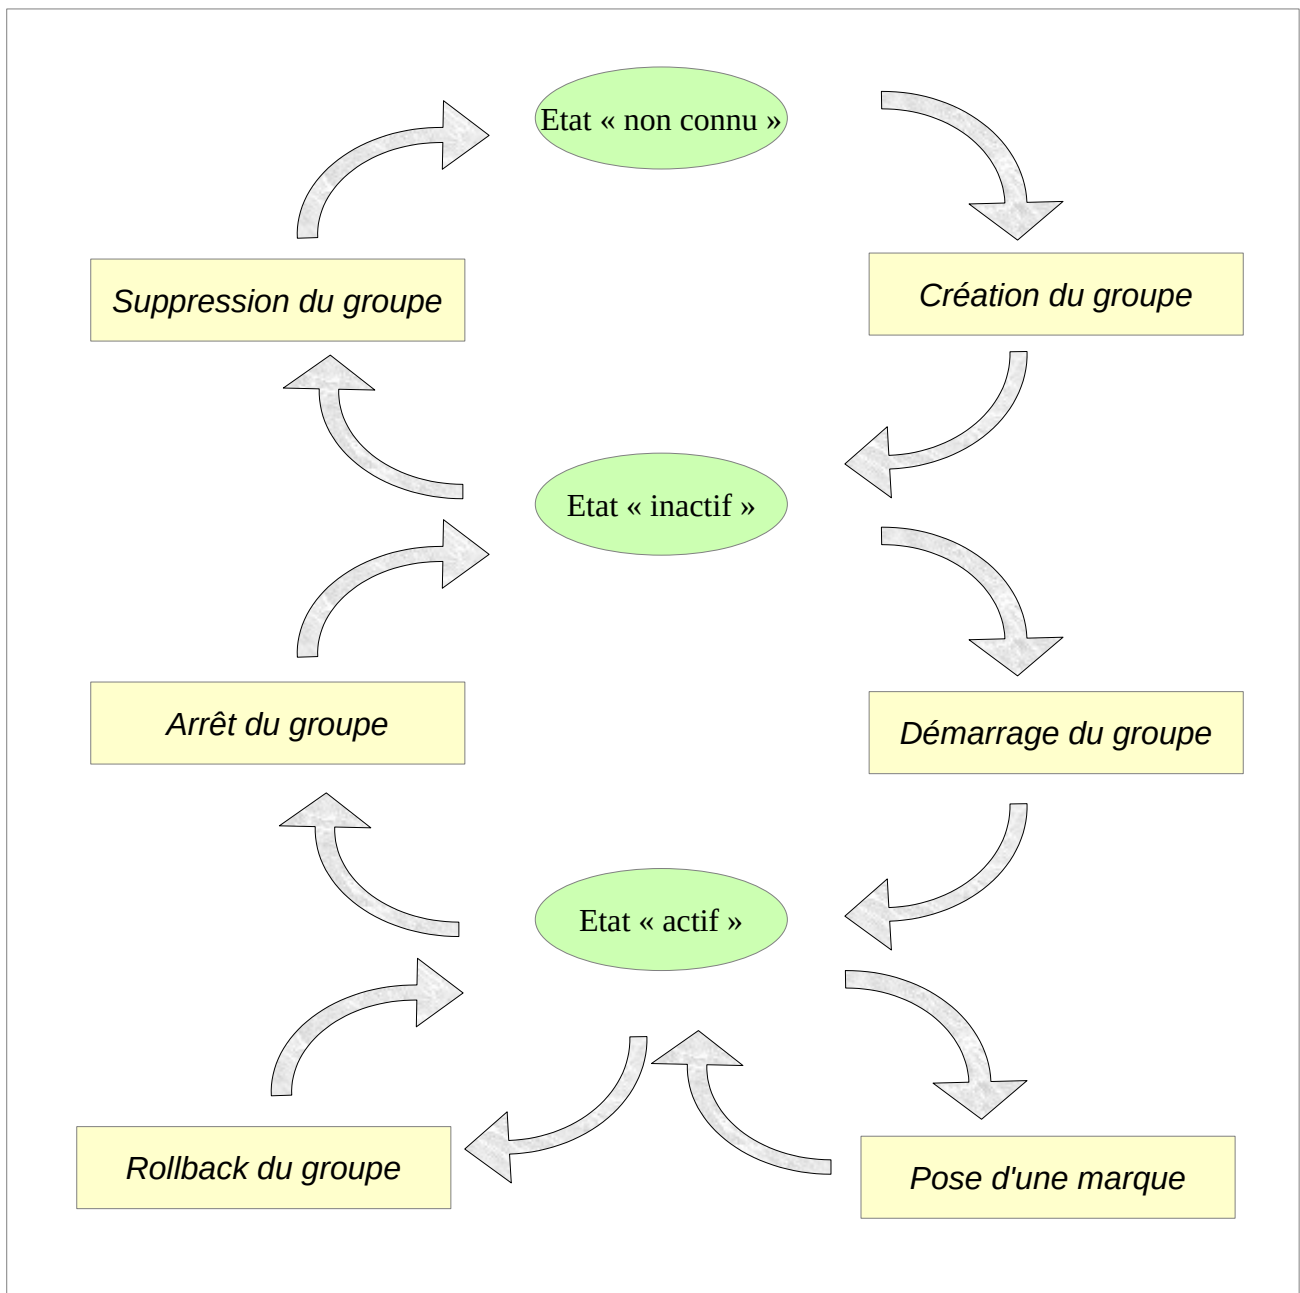 Etat « non connu »
Suppression du groupe
Création du groupe
Etat « inactif »
Arrêt du groupe
Démarrage du groupe
Etat « actif »
Rollback du groupe
Pose d'une marque